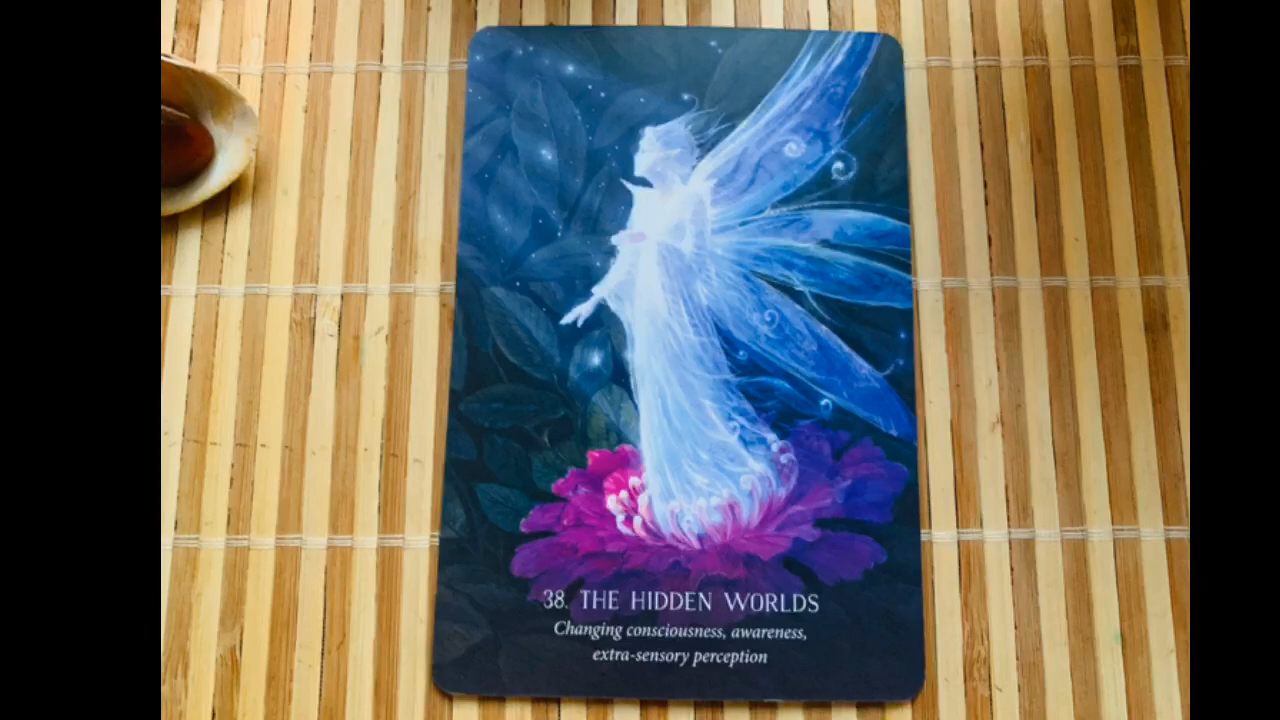 38. THE HIDDEN WORLDS
Changing consciousness, awareness,
extra-sensory perception